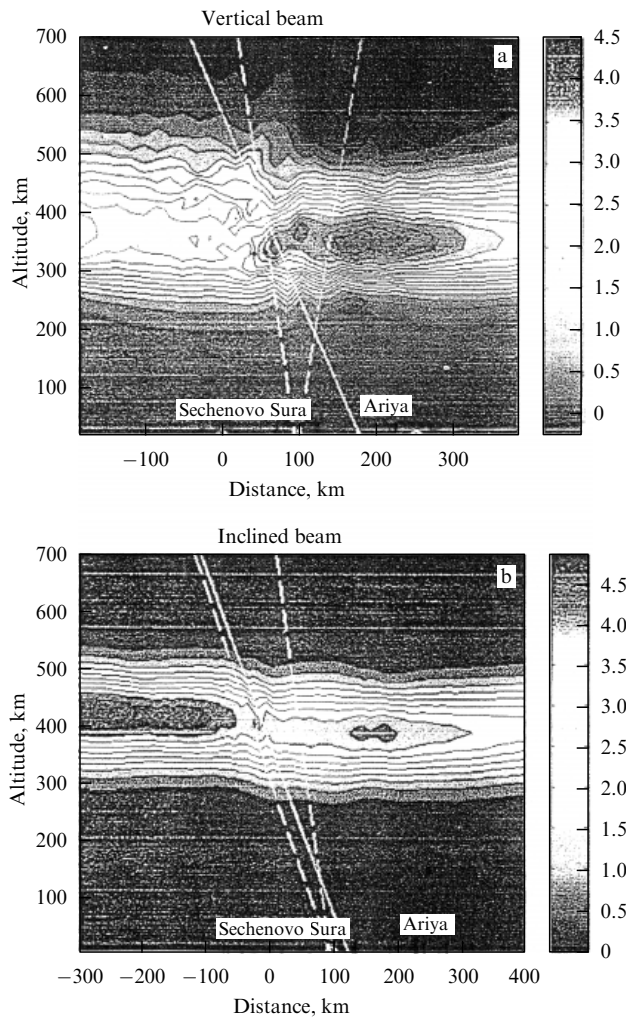 Vertical beam
a
700
600
500
400
300
200
100
Altitude, km
Sechenovo Sura
Ariya
−100 0 100 200 300
Distance, km
4.5
4.0
3.5
3.0
2.5
2.0
1.5
1.0
0.5
0
Inclined beam
b
700
600
500
400
300
200
100
Altitude, km
Sechenovo Sura
Ariya
−300 −200 −100 0 100 200 300 400
Distance, km
4.5
4.0
3.5
3.0
2.5
2.0
1.5
1.0
0.5
0